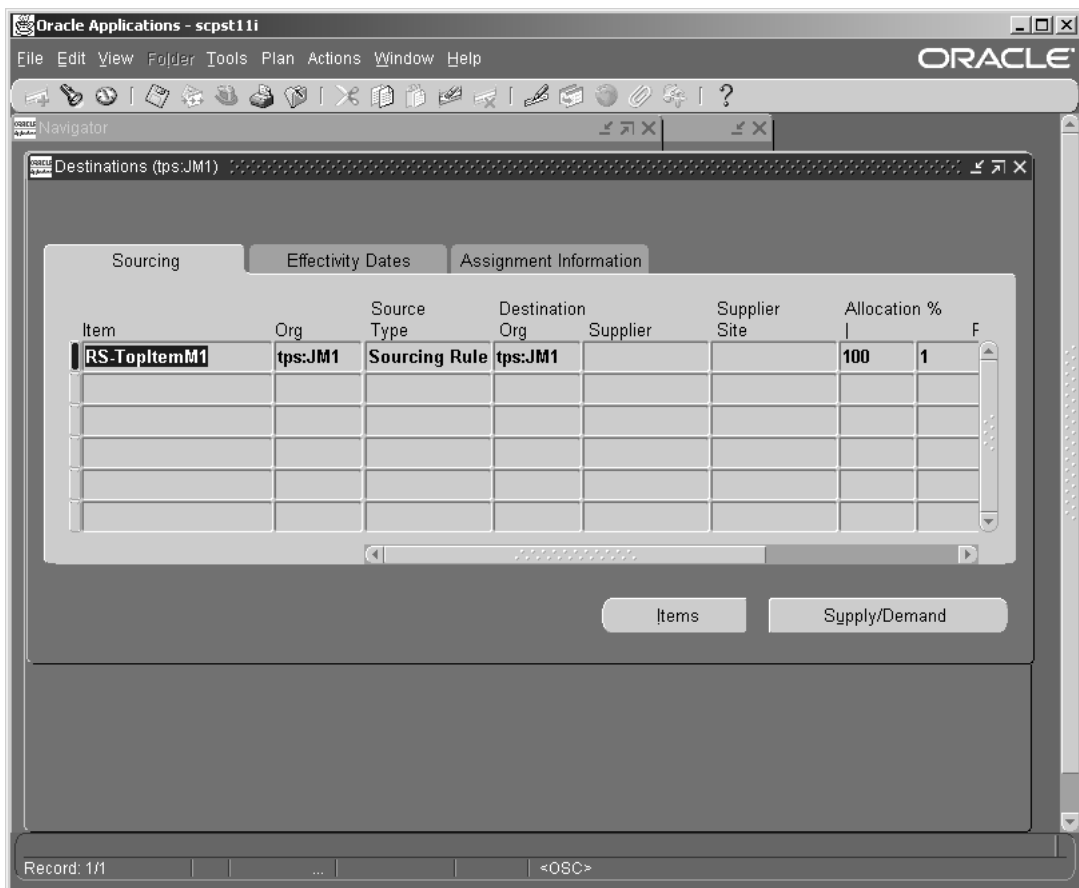 Oracle Applications - scpst11i
File Edit View Folder Tools Plan Actions Window Help
ORACLE
Navigator
Destinations (tps:JM1)
Sourcing Effectivity Dates Assignment Information
Source Destination Supplier Allocation %
Item Org Type Org Supplier Site | F
RS-TopItemM1 tps:JM1 Sourcing Rule tps:JM1 100 1
Items Supply/Demand
Record: 1/1 ... <OSC>